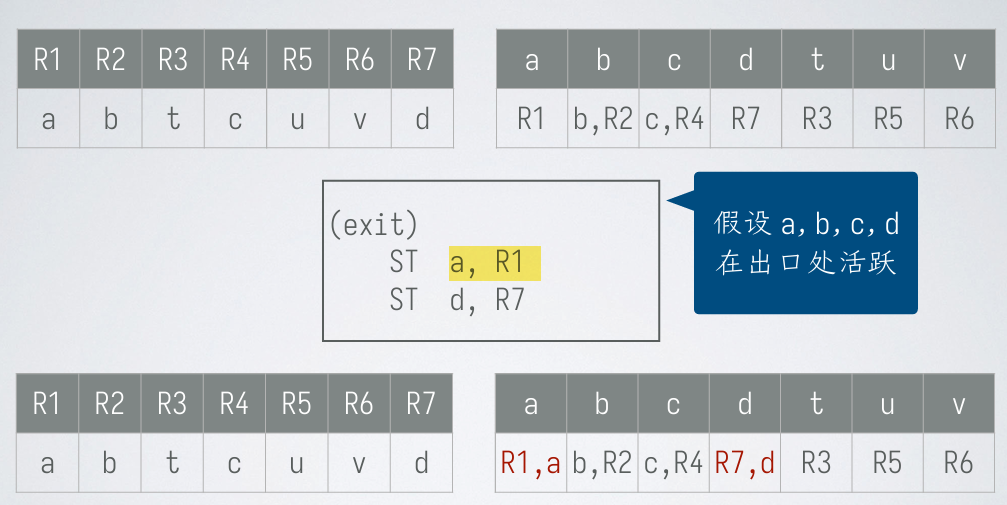 R1 R2 R3 R4 R5 R6 R7
a b t c u v d
a b c d t u v
R1 b,R2 c,R4 R7 R3 R5 R6
(exit)
ST a, R1
ST d, R7
假设 a,b,c,d
在出口处活跃
R1 R2 R3 R4 R5 R6 R7
a b t c u v d
a b c d t u v
R1,a b,R2 c,R4 R7,d R3 R5 R6